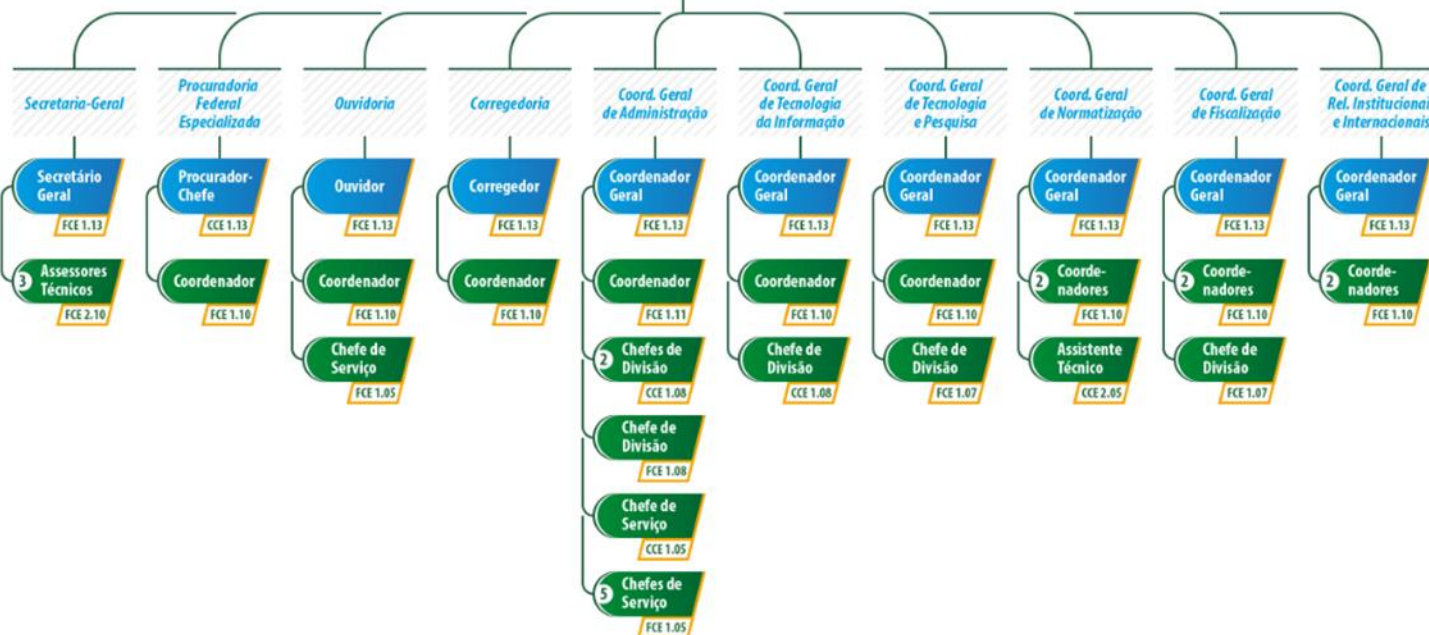 Secretaria-Geral
Procuradoria
Federal
Especializada
Ouvidoria
Corregedoria
Coord. Geral
de Administração
Coord. Geral
de Tecnologia
da Informação
Coord. Geral
de Tecnologia
e Pesquisa
Coord. Geral
de Normatização
Coord. Geral
de Fiscalização
Coord. Geral de
Rel. Institucionais
e Internacionais
Secretário
Geral
FCE 1.13
Procurador-
Chefe
CCE 1.13
Ouvidor
FCE 1.13
Corregedor
FCE 1.13
Coordenador
Geral
FCE 1.13
Coordenador
Geral
FCE 1.13
Coordenador
Geral
FCE 1.13
Coordenador
Geral
FCE 1.13
Coordenador
Geral
FCE 1.13
Coordenador
Geral
FCE 1.13
3 Assessores
Técnicos
FCE 2.10
Coordenador
FCE 1.10
Coordenador
FCE 1.10
Coordenador
FCE 1.10
Coordenador
FCE 1.11
Coordenador
FCE 1.10
Coordenador
FCE 1.10
2 Coorde-
nadores
FCE 1.10
2 Coorde-
nadores
FCE 1.10
2 Coorde-
nadores
FCE 1.10
Chefe de
Serviço
FCE 1.05
2 Chefes de
Divisão
CCE 1.08
Chefe de
Divisão
CCE 1.08
Chefe de
Divisão
FCE 1.07
Assistente
Técnico
CCE 2.05
Chefe de
Divisão
FCE 1.07
Chefe de
Divisão
FCE 1.08
Chefe de
Serviço
CCE 1.05
5 Chefes de
Serviço
FCE 1.05